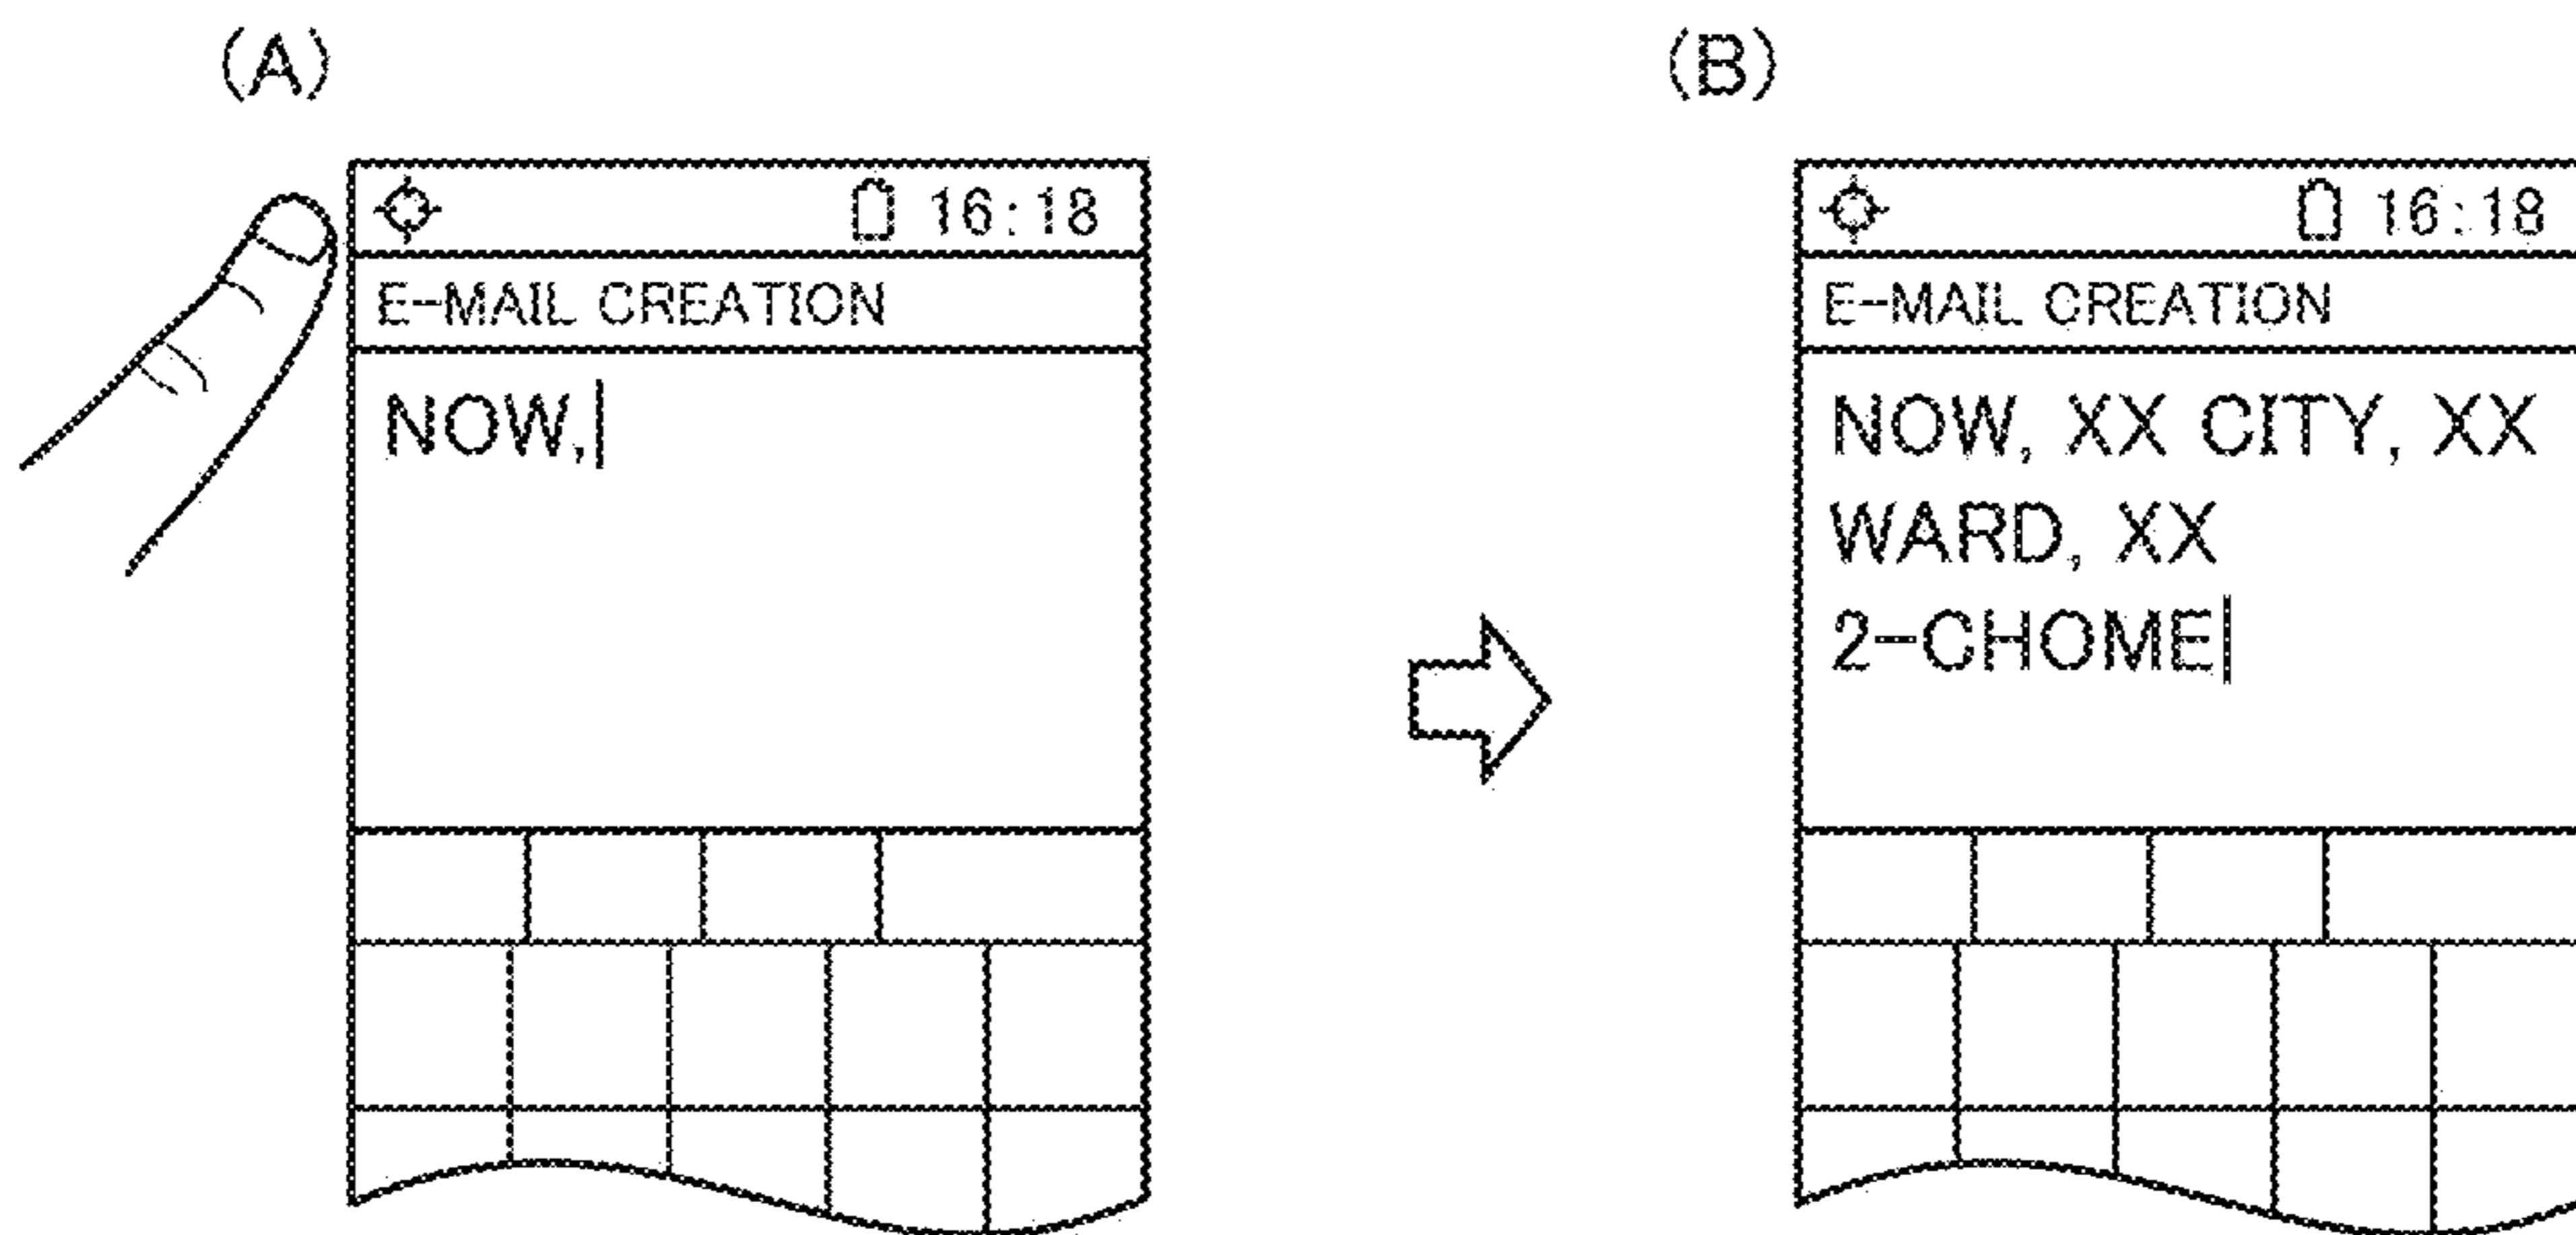 (A)
16:18
E-MAIL CREATION
NOW,
(B)
16:18
E-MAIL CREATION
NOW, XX CITY, XX
WARD, XX
2-CHOME